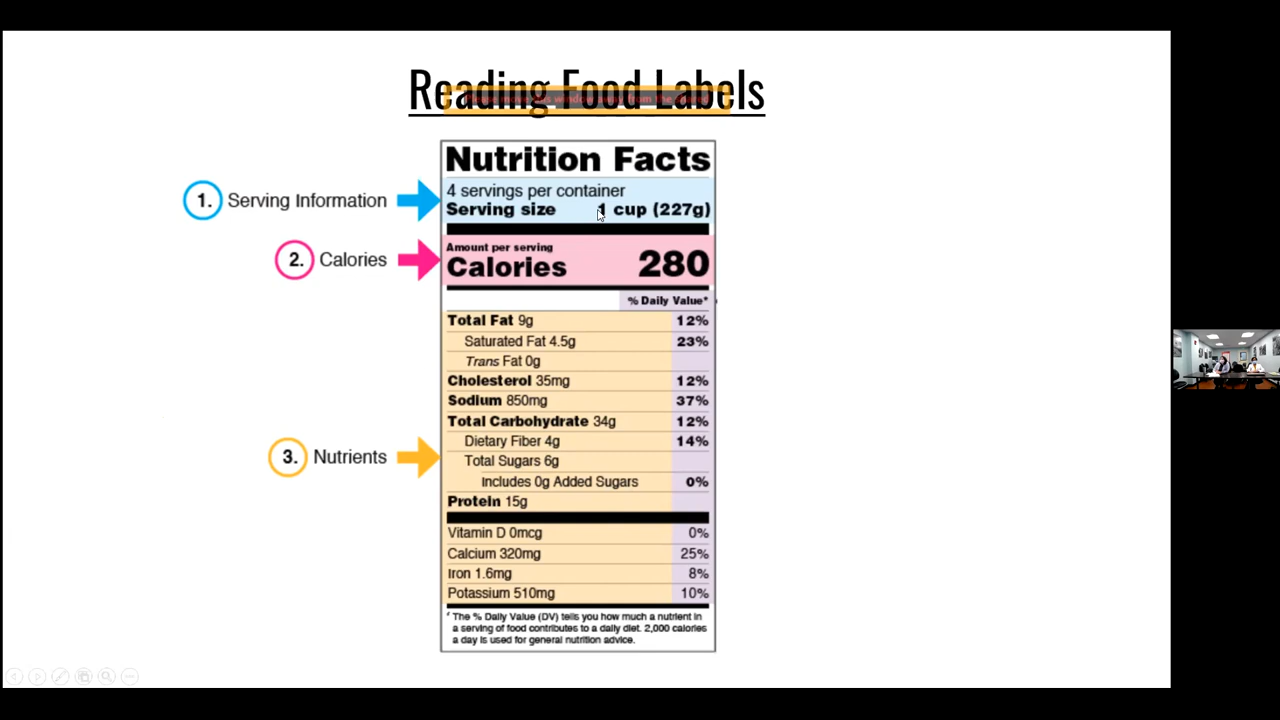 Reading Food Labels
Nutrition Facts
1. Serving Information
4 servings per container
Serving size 1 cup (227g)
2. Calories
Amount per serving
Calories 280
% Daily Value*
Total Fat 9g 12%
Saturated Fat 4.5g 23%
Trans Fat 0g
Cholesterol 35mg 12%
Sodium 850mg 37%
Total Carbohydrate 34g 12%
Dietary Fiber 4g 14%
3. Nutrients
Total Sugars 6g
Includes 0g Added Sugars 0%
Protein 15g
Vitamin D 0mcg 0%
Calcium 320mg 25%
Iron 1.6mg 8%
Potassium 510mg 10%
* The % Daily Value (DV) tells you how much a nutrient in
a serving of food contributes to a daily diet. 2,000 calories
a day is used for general nutrition advice.